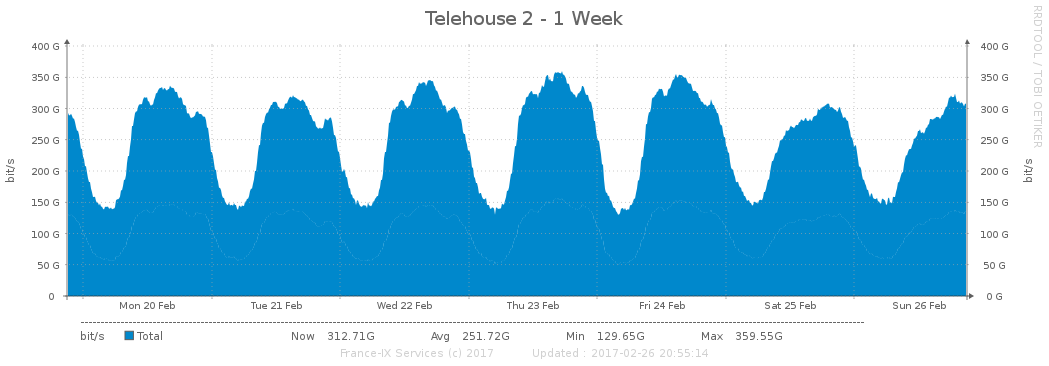 Telehouse 2 - 1 Week
RRDTOOL / TOBI OETIKER
bit/s
400 G
350 G
300 G
250 G
200 G
150 G
100 G
50 G
0
400 G
350 G
300 G
250 G
200 G
150 G
100 G
50 G
0 G
bit/s
Mon 20 Feb Tue 21 Feb Wed 22 Feb Thu 23 Feb Fri 24 Feb Sat 25 Feb Sun 26 Feb
bit/s Total Now 312.71G Avg 251.72G Min 129.65G Max 359.55G
France-IX Services (c) 2017 Updated : 2017-02-26 20:55:14